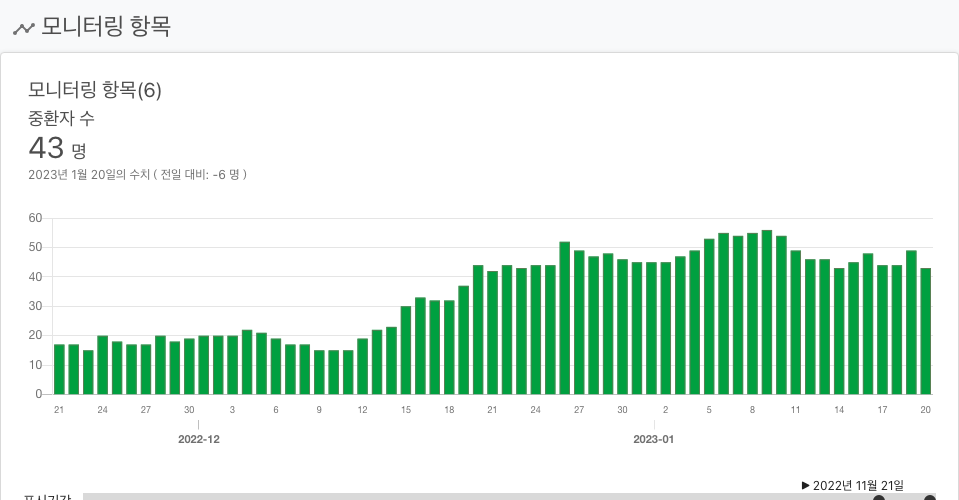 모니터링 항목
모니터링 항목(6)
중환자 수
43 명
2023년 1월 20일의 수치 ( 전일 대비: -6 명 )
60
50
40
30
20
10
0
21 24 27 30 3 6 9 12 15 18 21 24 27 30 2 5 8 11 14 17 20
2022-12 2023-01
▶ 2022년 11월 21일
표시기간